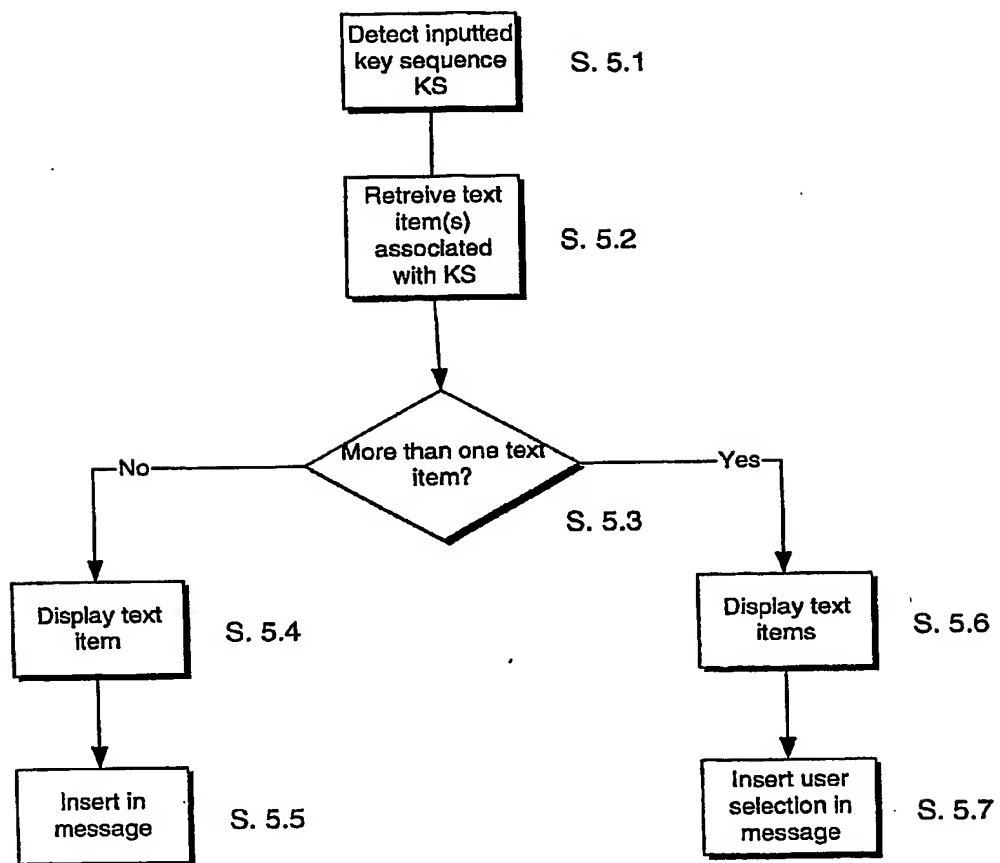 Detect inputted
key sequence
KS
S. 5.1
Retreive text
item(s)
associated
with KS
S. 5.2
More than one text
item?
No
Yes
S. 5.3
Display text
item
S. 5.4
Display text
items
S. 5.6
Insert in
message
S. 5.5
Insert user
selection in
message
S. 5.7